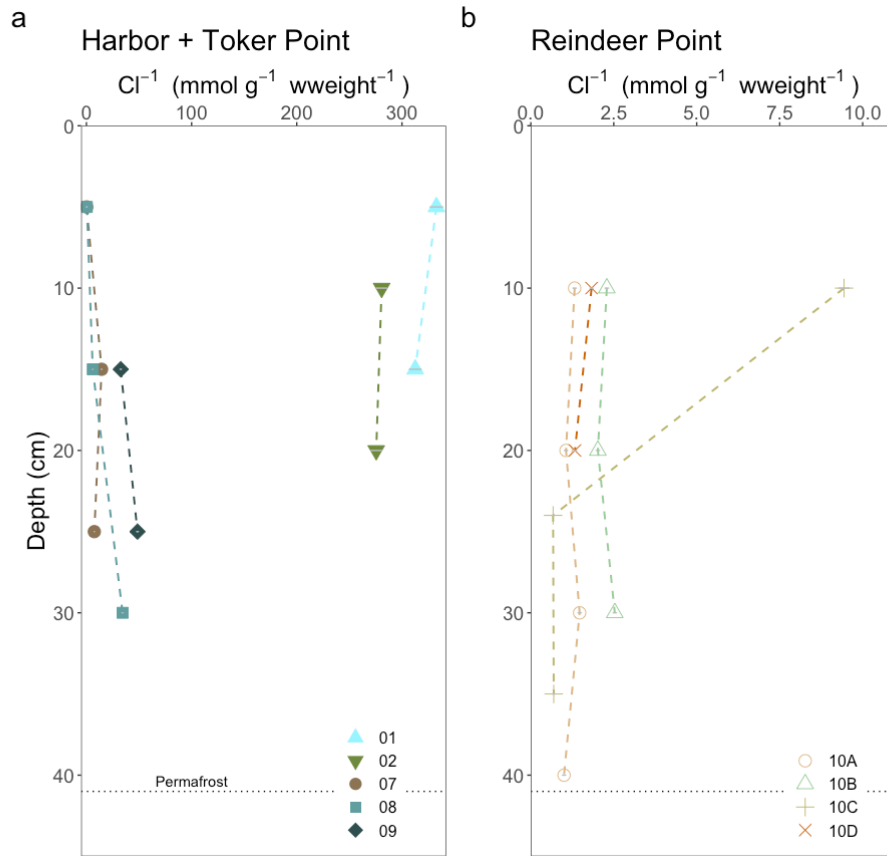 a
Harbor + Toker Point
Cl⁻¹ (mmol g⁻¹ wweight⁻¹)
0 100 200 300
0
10
20
30
40
Depth (cm)
Permafrost
01
02
07
08
09
b
Reindeer Point
Cl⁻¹ (mmol g⁻¹ wweight⁻¹)
0.0 2.5 5.0 7.5 10.0
0
10
20
30
40
10A
10B
10C
10D